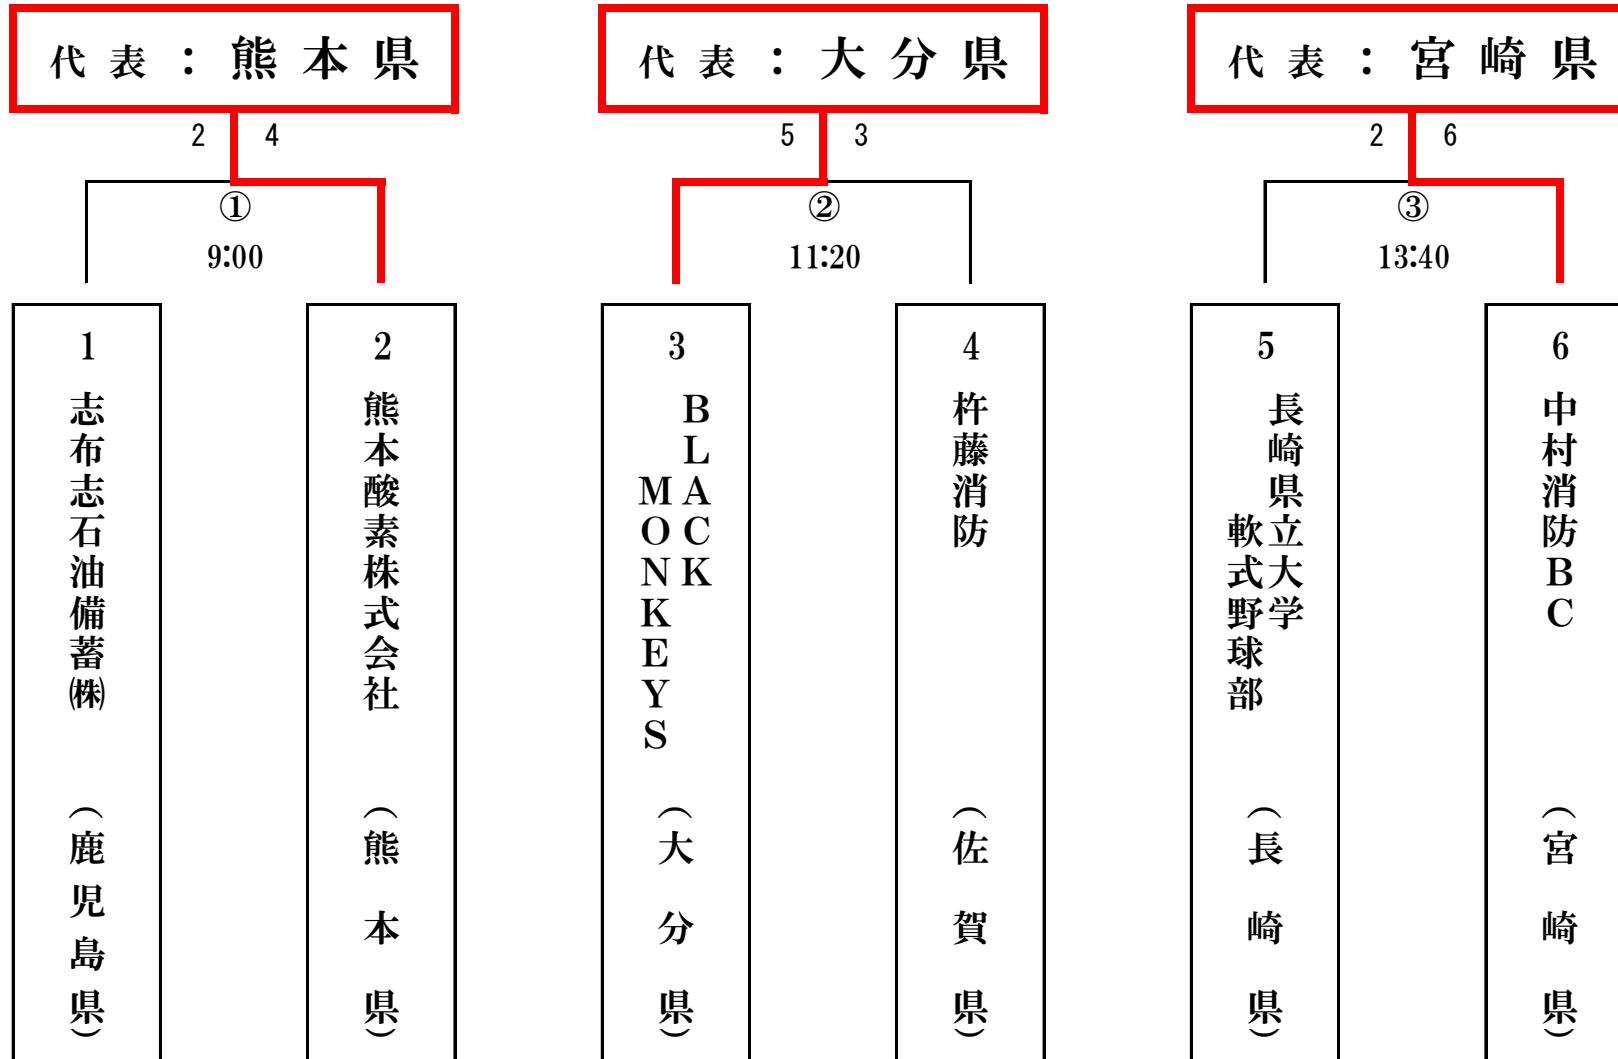 代表：熊本県
代表：大分県
代表：宮崎県
2 4
5 3
2 6
①
②
③
9:00
11:20
13:40
1
志布志石油備蓄㈱
（鹿児島県）
2
熊本酸素株式会社
（熊本県）
3
BLACK
MONKEYS
（大分県）
4
杵藤消防
（佐賀県）
5
長崎県立大学
軟式野球部
（長崎県）
6
中村消防BC
（宮崎県）